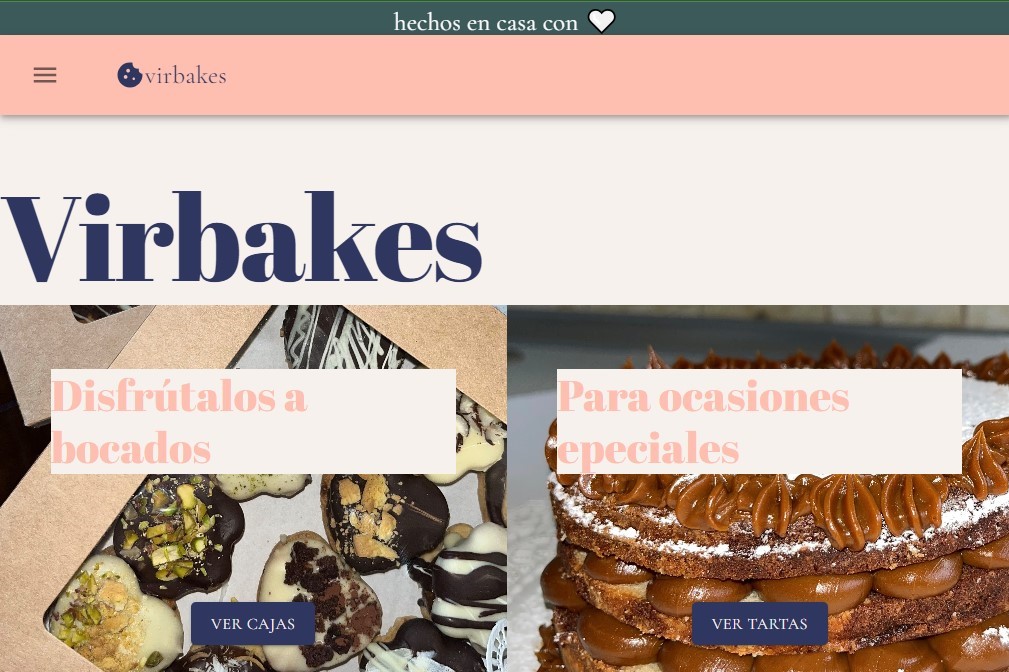 hechos en casa con
virbakes
Virbakes
Disfrútalos a
bocados
Para ocasiones
epeciales
VER CAJAS
VER TARTAS